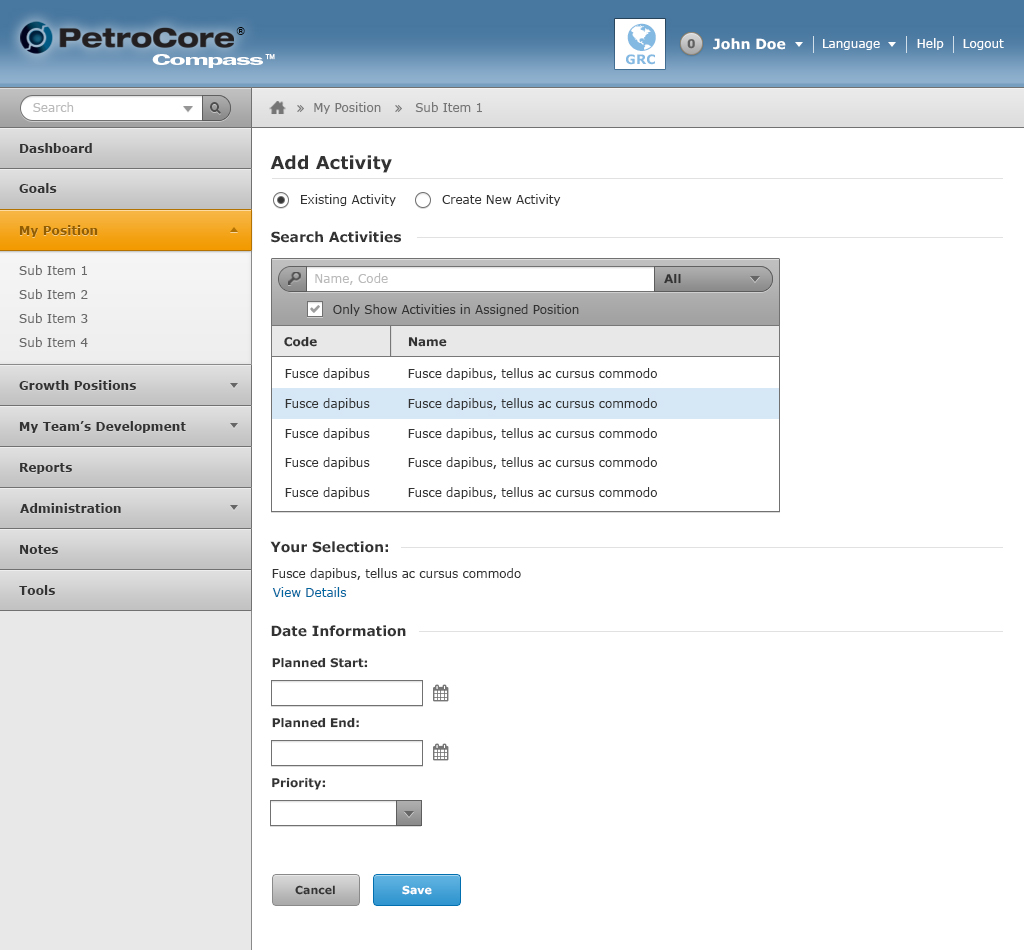 PetroCore®
Compass™
GRC
0 John Doe Language Help Logout
Search
» My Position » Sub Item 1
Dashboard
Goals
My Position
Sub Item 1
Sub Item 2
Sub Item 3
Sub Item 4
Growth Positions
My Team’s Development
Reports
Administration
Notes
Tools
Add Activity
Existing Activity Create New Activity
Search Activities
Name, Code All
Only Show Activities in Assigned Position
Code Name
Fusce dapibus Fusce dapibus, tellus ac cursus commodo
Fusce dapibus Fusce dapibus, tellus ac cursus commodo
Fusce dapibus Fusce dapibus, tellus ac cursus commodo
Fusce dapibus Fusce dapibus, tellus ac cursus commodo
Fusce dapibus Fusce dapibus, tellus ac cursus commodo
Your Selection:
Fusce dapibus, tellus ac cursus commodo
View Details
Date Information
Planned Start:
Planned End:
Priority:
Cancel Save